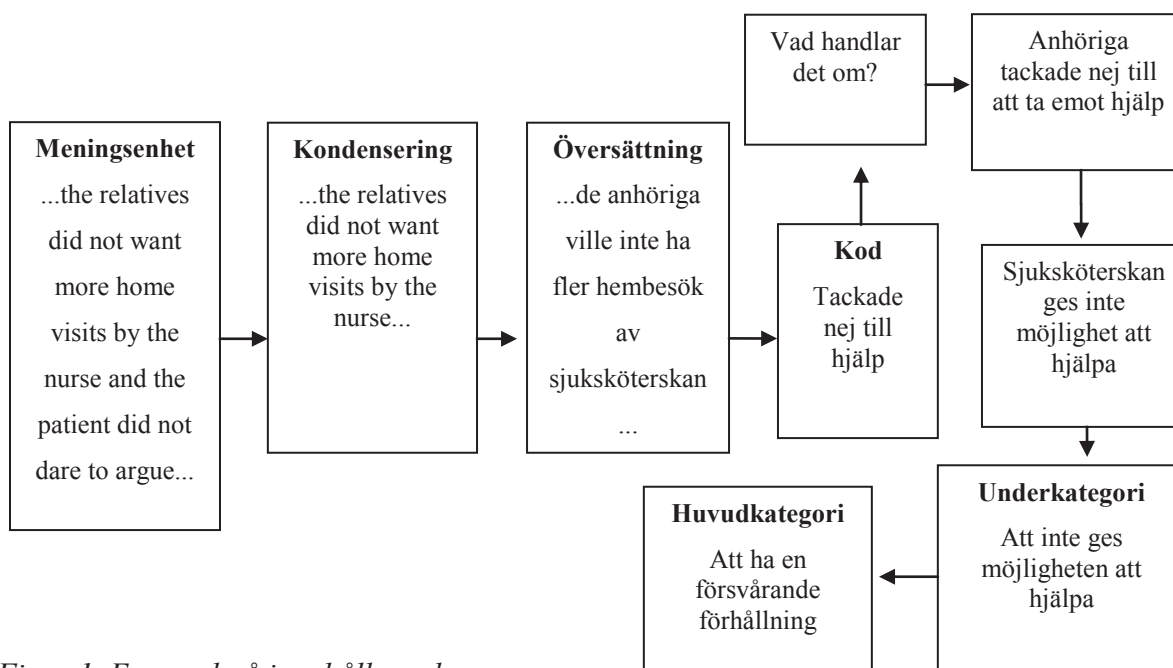 Meningsenhet
...the relatives
did not want
more home
visits by the
nurse and the
patient did not
dare to argue...
Kondensering
...the relatives
did not want
more home
visits by the
nurse...
Översättning
...de anhöriga
ville inte ha
fler hembesök
av
sjuksköterskan
...
Kod
Tackade
nej till
hjälp
Vad handlar
det om?
Anhöriga
tackade nej till
att ta emot hjälp
Sjuksköterskan
ges inte
möjlighet att
hjälpa
Underkategori
Att inte ges
möjligheten att
hjälpa
Huvudkategori
Att ha en
försvårande
förhållning